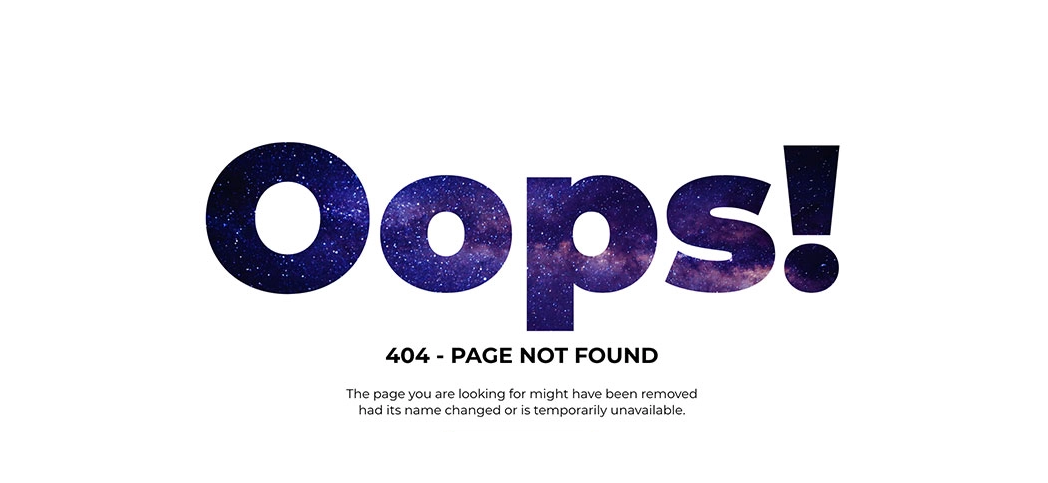 Oops!
404 - PAGE NOT FOUND
The page you are looking for might have been removed
had its name changed or is temporarily unavailable.